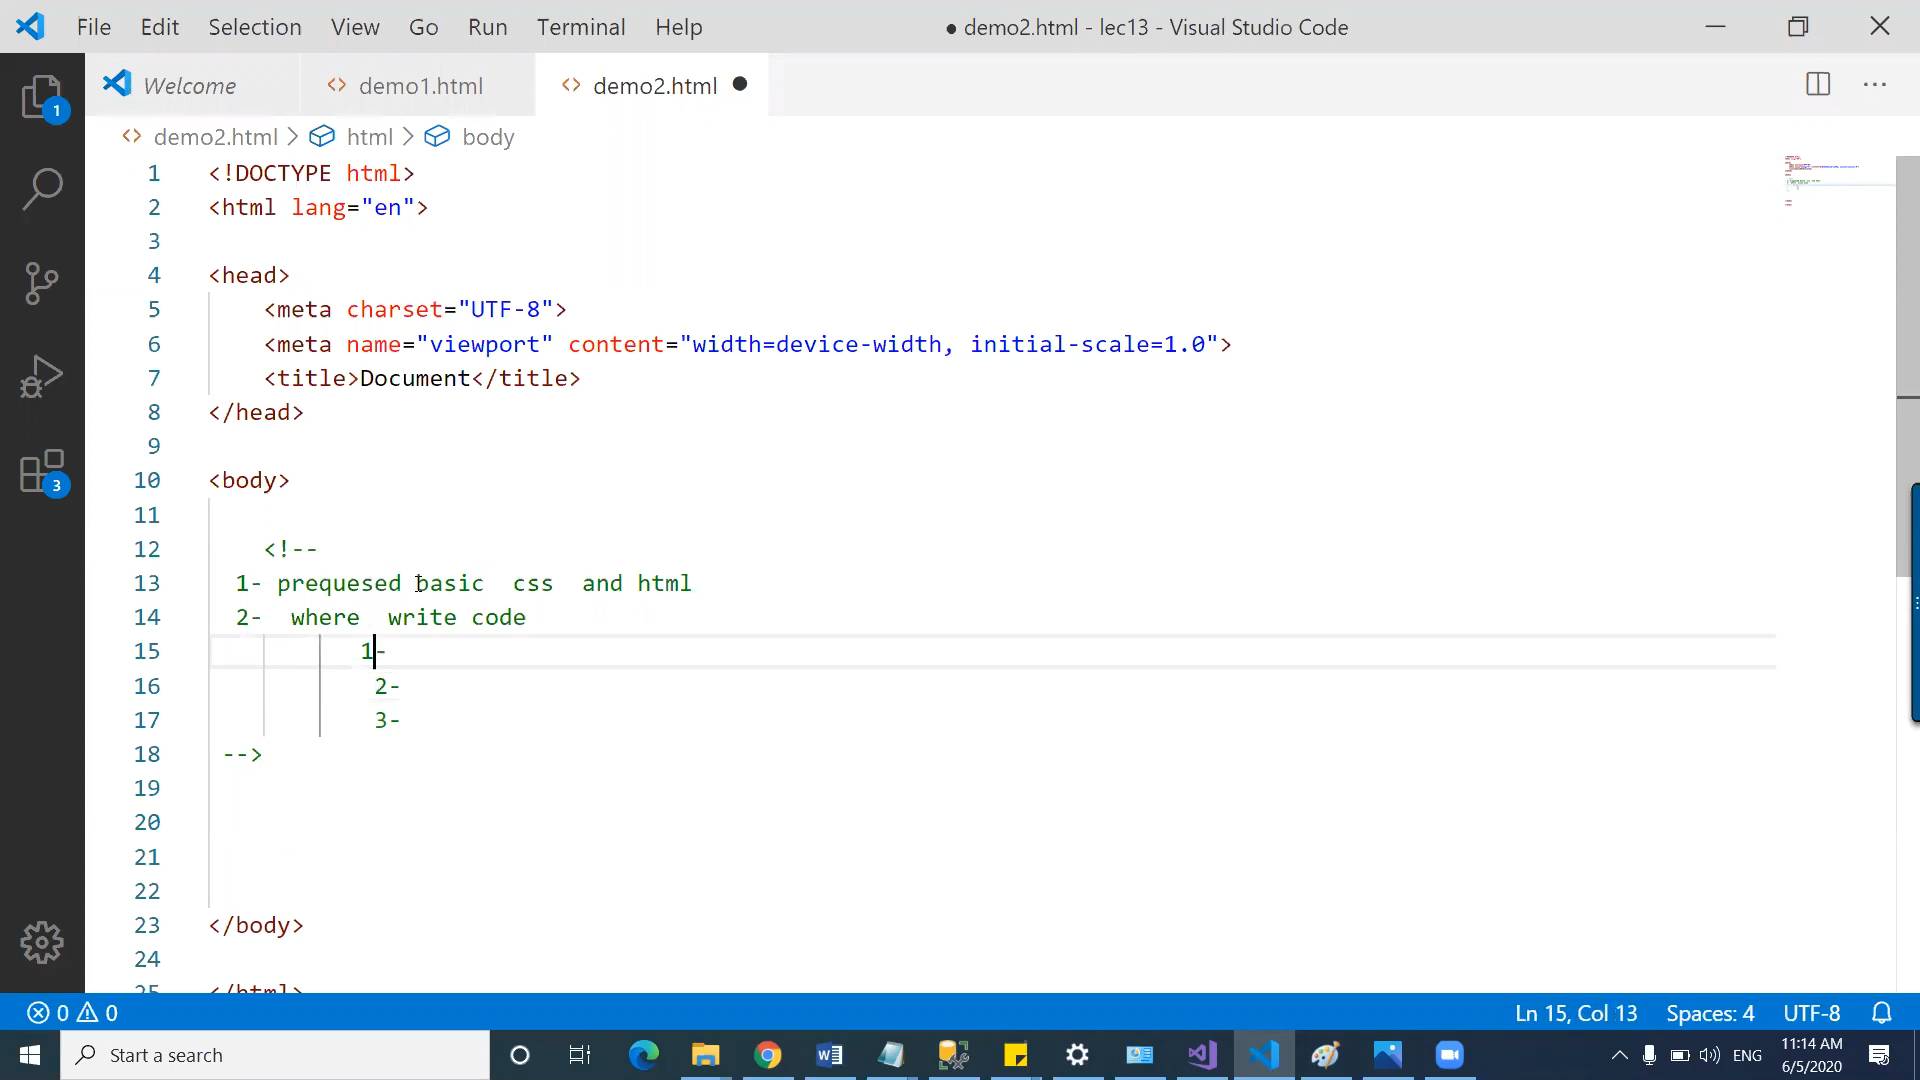 File Edit Selection View Go Run Terminal Help ● demo2.html - lec13 - Visual Studio Code
Welcome demo1.html demo2.html
demo2.html > html > body
1 <!DOCTYPE html>
2 <html lang="en">
3
4 <head>
5 <meta charset="UTF-8">
6 <meta name="viewport" content="width=device-width, initial-scale=1.0">
7 <title>Document</title>
8 </head>
9
10 <body>
11
12 <!--
13 1- prequesed basic css and html
14 2- where write code
15 1-
16 2-
17 3-
18 -->
19
20
21
22
23 </body>
24
25 </html>
1
3
0 0 Ln 15, Col 13 Spaces: 4 UTF-8
Start a search ENG 11:14 AM
6/5/2020